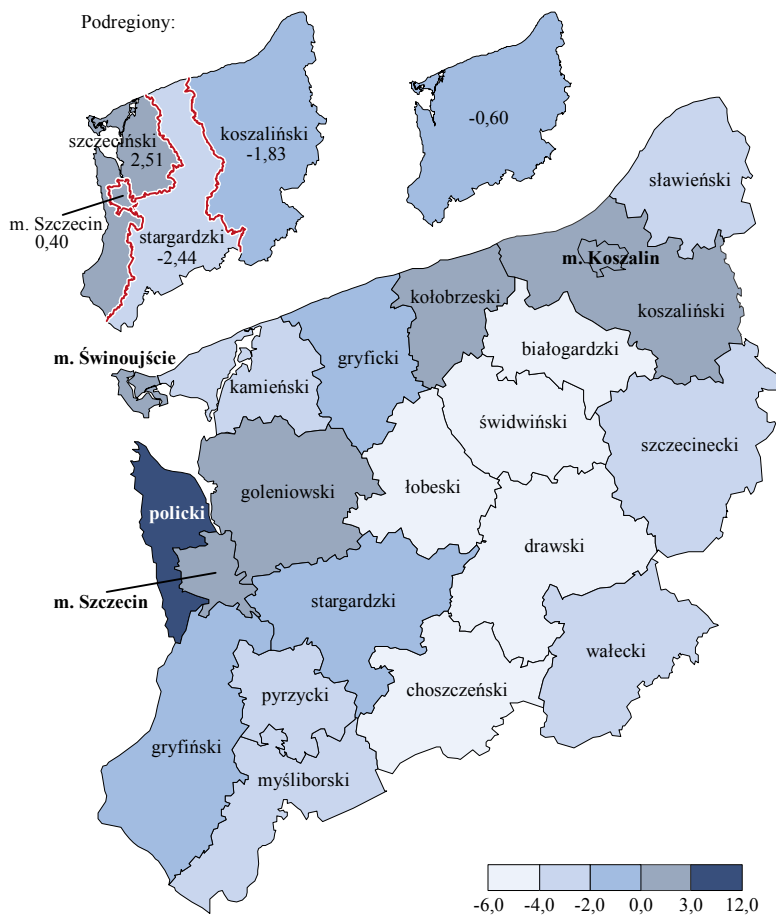 Podregiony:
szczeciński
2,51
koszaliński
-1,83
m. Szczecin
0,40
stargardzki
-2,44
-0,60
sławieński
m. Koszalin
koszaliński
kołobrzeski
białogardzki
gryficki
m. Świnoujście
kamieński
świdwiński
szczecinecki
goleniowski
łobeski
policki
drawski
m. Szczecin
stargardzki
wałecki
pyrzycki
choszczeński
gryfiński
myśliborski
-6,0 -4,0 -2,0 0,0 3,0 12,0